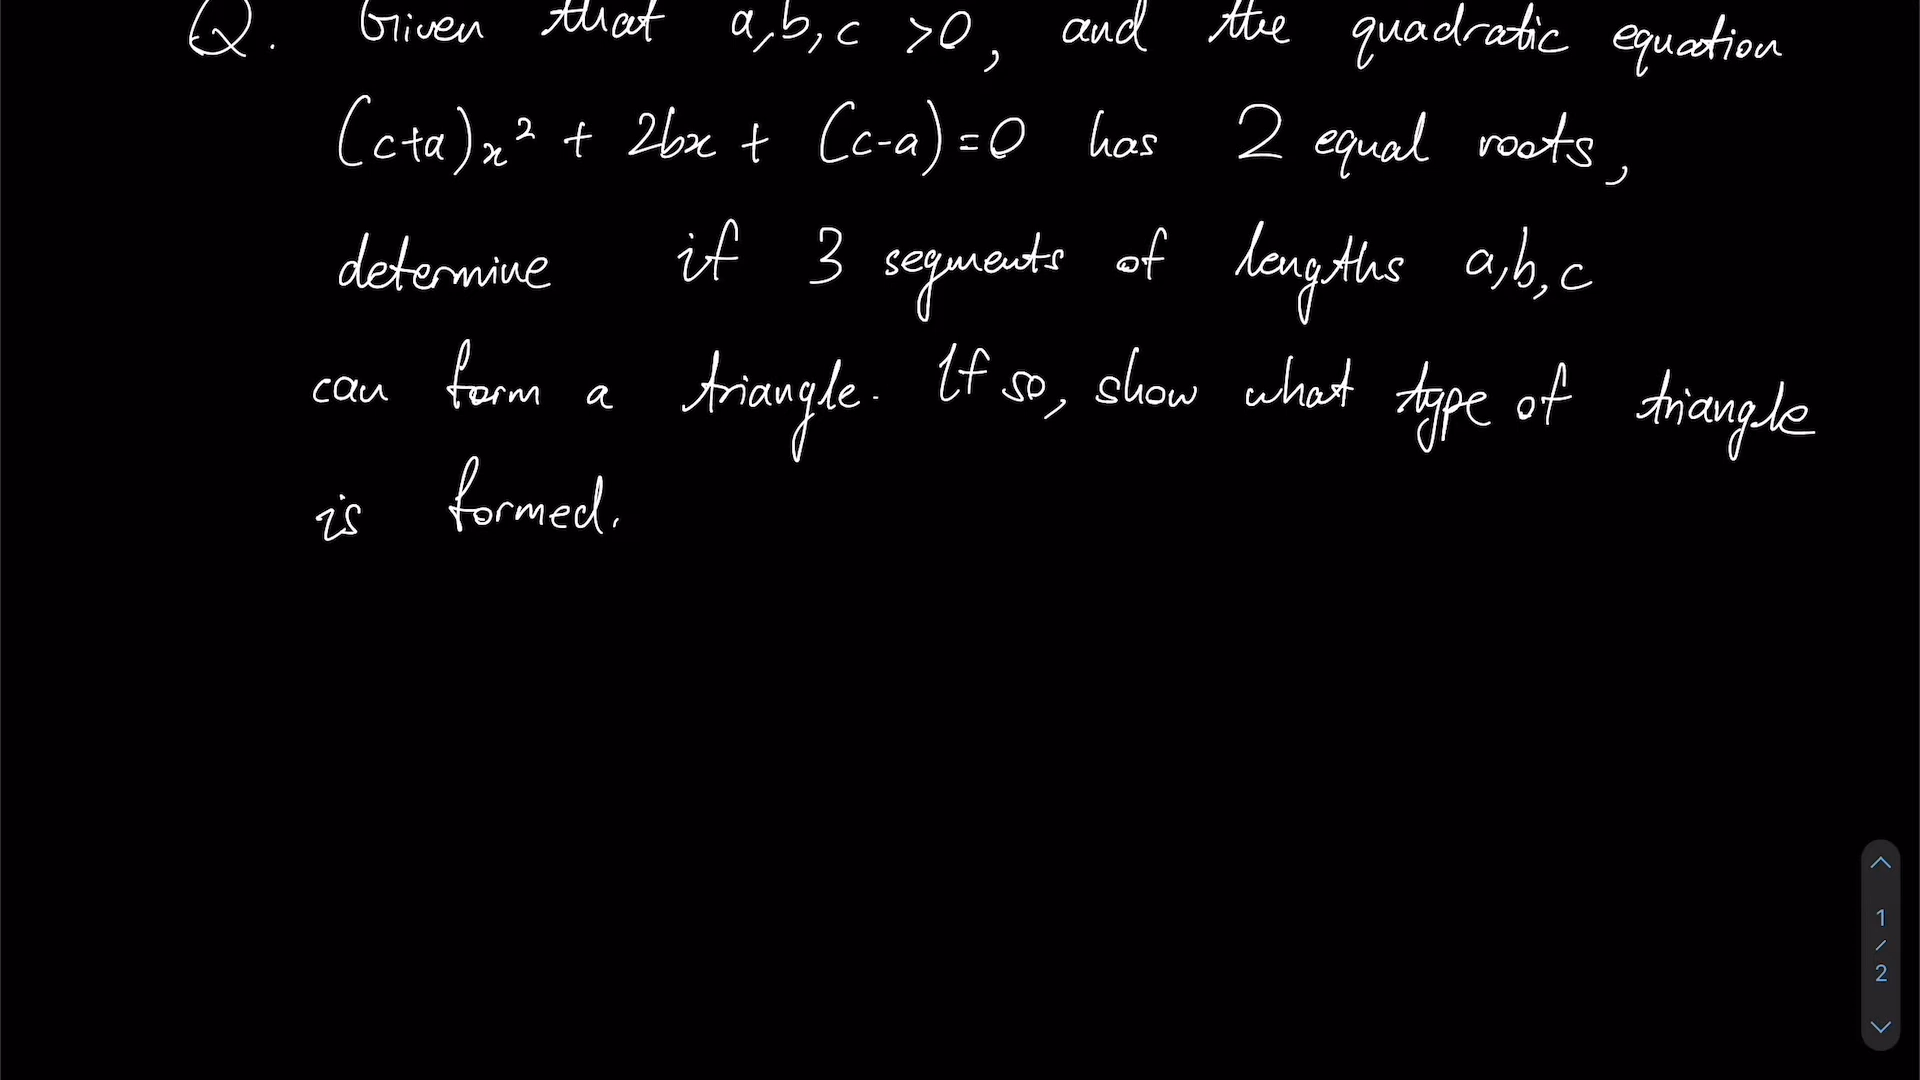 Q. Given that a,b,c >0, and the quadratic equation
(c+a)x² + 2bx + (c-a)=0 has 2 equal roots,
determine if 3 segments of lengths a,b,c
can form a triangle. If so, show what type of triangle
is formed.
1
/
2